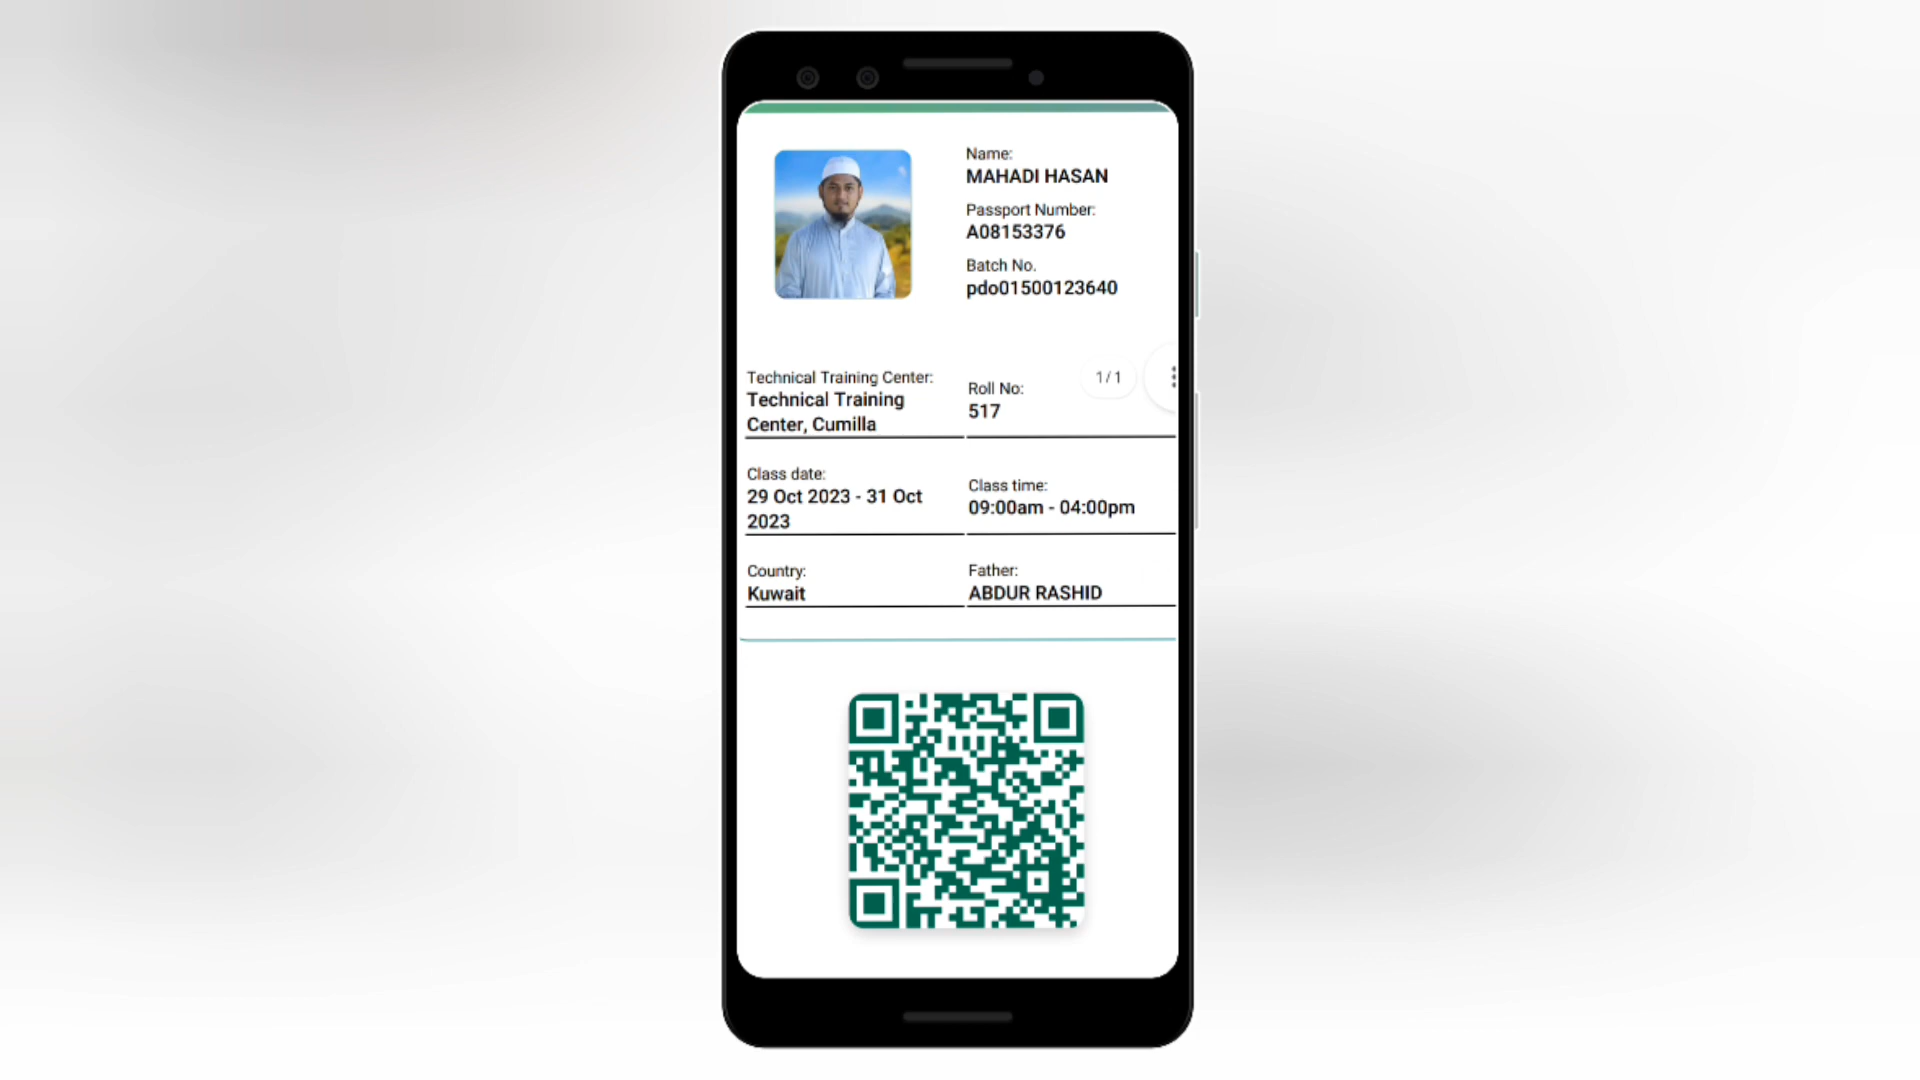 Name:
MAHADI HASAN
Passport Number:
A08153376
Batch No.
pdo01500123640
Technical Training Center:
Technical Training
Center, Cumilla
Roll No:
517
1/1
Class date:
29 Oct 2023 - 31 Oct
2023
Class time:
09:00am - 04:00pm
Country:
Kuwait
Father:
ABDUR RASHID